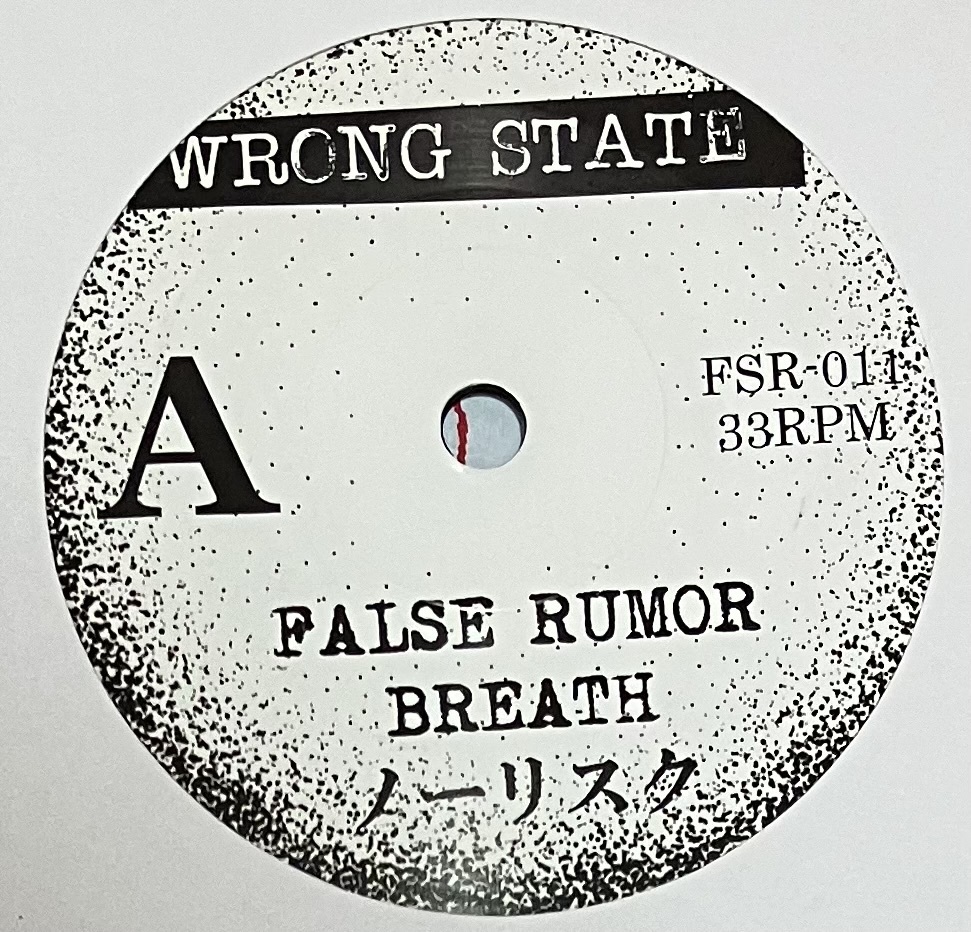 WRONG STATE
A
FSR-011
33RPM
FALSE RUMOR
BREATH
ノーリスク